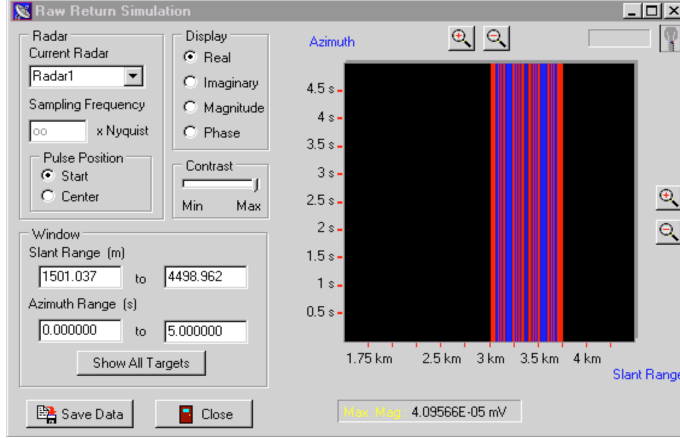 Raw Return Simulation
Radar
Current Radar
Radar1
Sampling Frequency
oo x Nyquist
Pulse Position
Start
Center
Display
Real
Imaginary
Magnitude
Phase
Contrast
Min Max
Window
Slant Range (m)
1501.037 to 4498.962
Azimuth Range (s)
0.000000 to 5.000000
Show All Targets
Save Data Close
Azimuth
4.5 s
4 s
3.5 s
3 s
2.5 s
2 s
1.5 s
1 s
0.5 s
1.75 km 2.5 km 3 km 3.5 km 4 km
Slant Range
Max Mag 4.09566E-05 mV